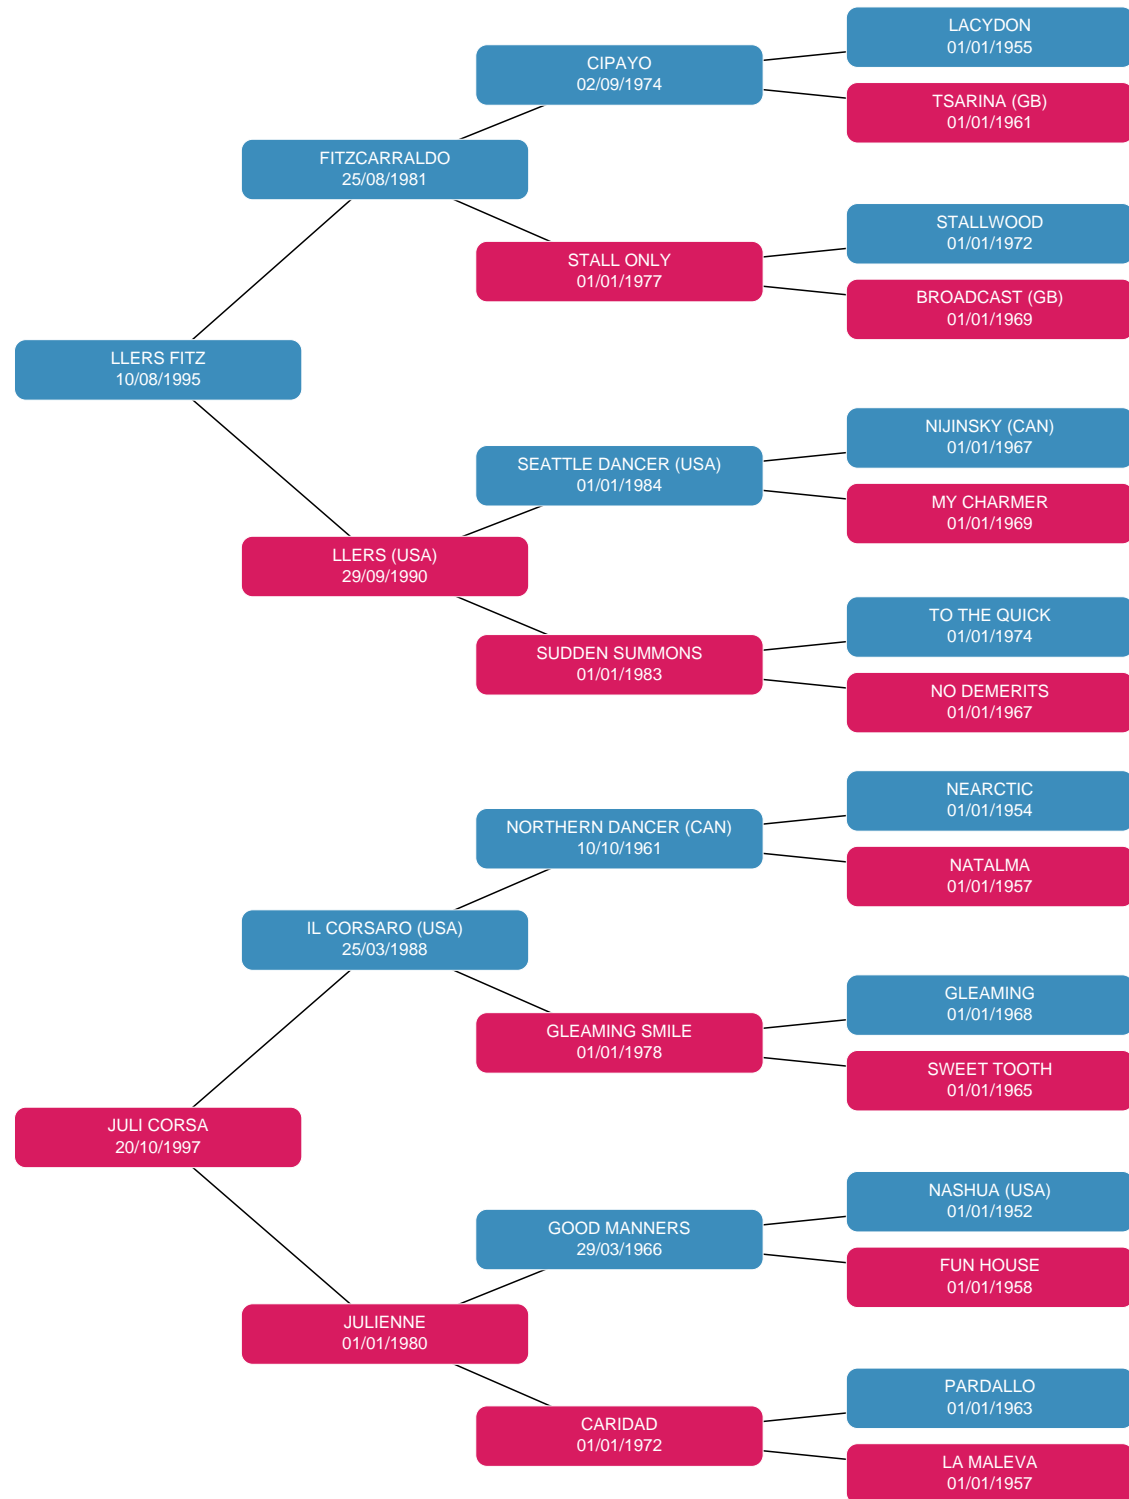 LACYDON
01/01/1955
CIPAYO
02/09/1974
TSARINA (GB)
01/01/1961
FITZCARRALDO
25/08/1981
STALLWOOD
01/01/1972
STALL ONLY
01/01/1977
BROADCAST (GB)
01/01/1969
LLERS FITZ
10/08/1995
NIJINSKY (CAN)
01/01/1967
SEATTLE DANCER (USA)
01/01/1984
MY CHARMER
01/01/1969
LLERS (USA)
29/09/1990
TO THE QUICK
01/01/1974
SUDDEN SUMMONS
01/01/1983
NO DEMERITS
01/01/1967
NEARCTIC
01/01/1954
NORTHERN DANCER (CAN)
10/10/1961
NATALMA
01/01/1957
IL CORSARO (USA)
25/03/1988
GLEAMING
01/01/1968
GLEAMING SMILE
01/01/1978
SWEET TOOTH
01/01/1965
JULI CORSA
20/10/1997
NASHUA (USA)
01/01/1952
GOOD MANNERS
29/03/1966
FUN HOUSE
01/01/1958
JULIENNE
01/01/1980
PARDALLO
01/01/1963
CARIDAD
01/01/1972
LA MALEVA
01/01/1957